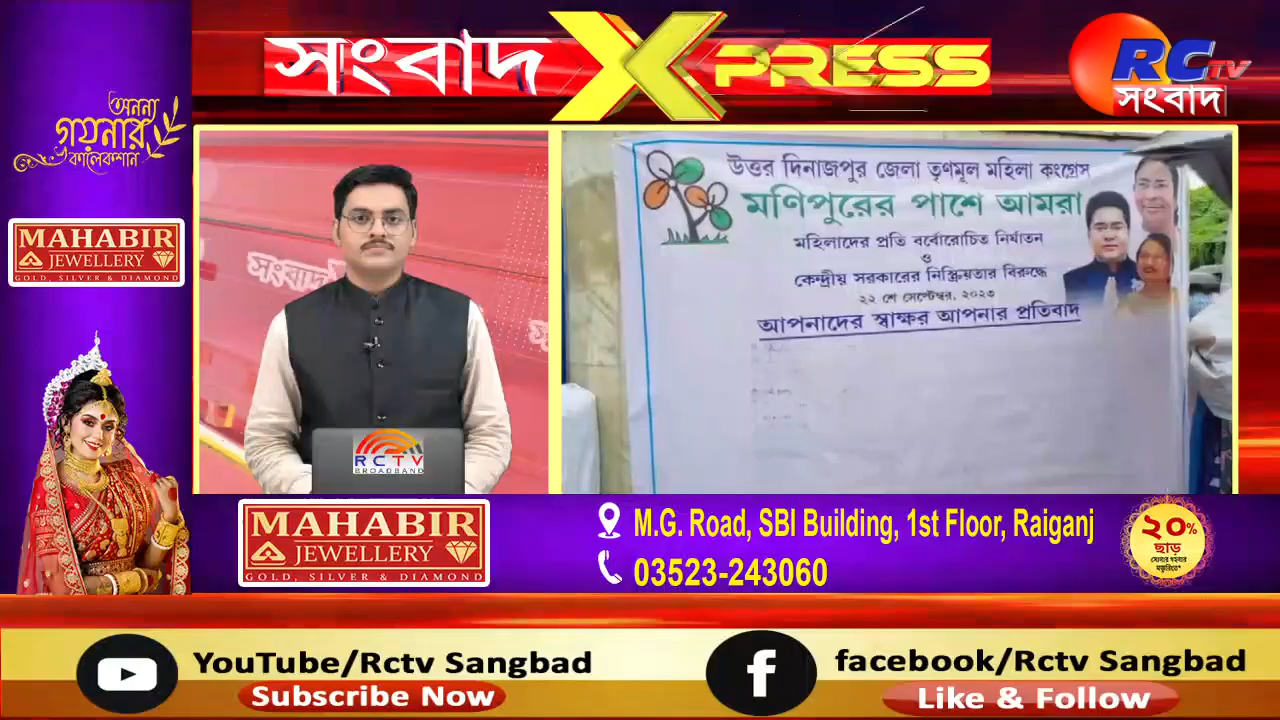 সংবাদ XPRESS
RCTV
সংবাদ
অনন্য
গয়নার
কালেকশান
MAHABIR
JEWELLERY
GOLD, SILVER & DIAMOND
সংবাদ
উত্তর দিনাজপুর জেলা তৃণমূল মহিলা কংগ্রেস
মণিপুরের পাশে আমরা
মহিলাদের প্রতি বর্বোরোচিত নির্যাতন
ও
কেন্দ্রীয় সরকারের নিস্ক্রিয়তার বিরুদ্ধে
২২ শে সেপ্টেম্বর, ২০২৩
আপনাদের স্বাক্ষর আপনার প্রতিবাদ
RCTV
BROADBAND
MAHABIR
JEWELLERY
GOLD, SILVER & DIAMOND
M.G. Road, SBI Building, 1st Floor, Raiganj
03523-243060
২০%
ছাড়
YouTube/Rctv Sangbad
Subscribe Now
facebook/Rctv Sangbad
Like & Follow